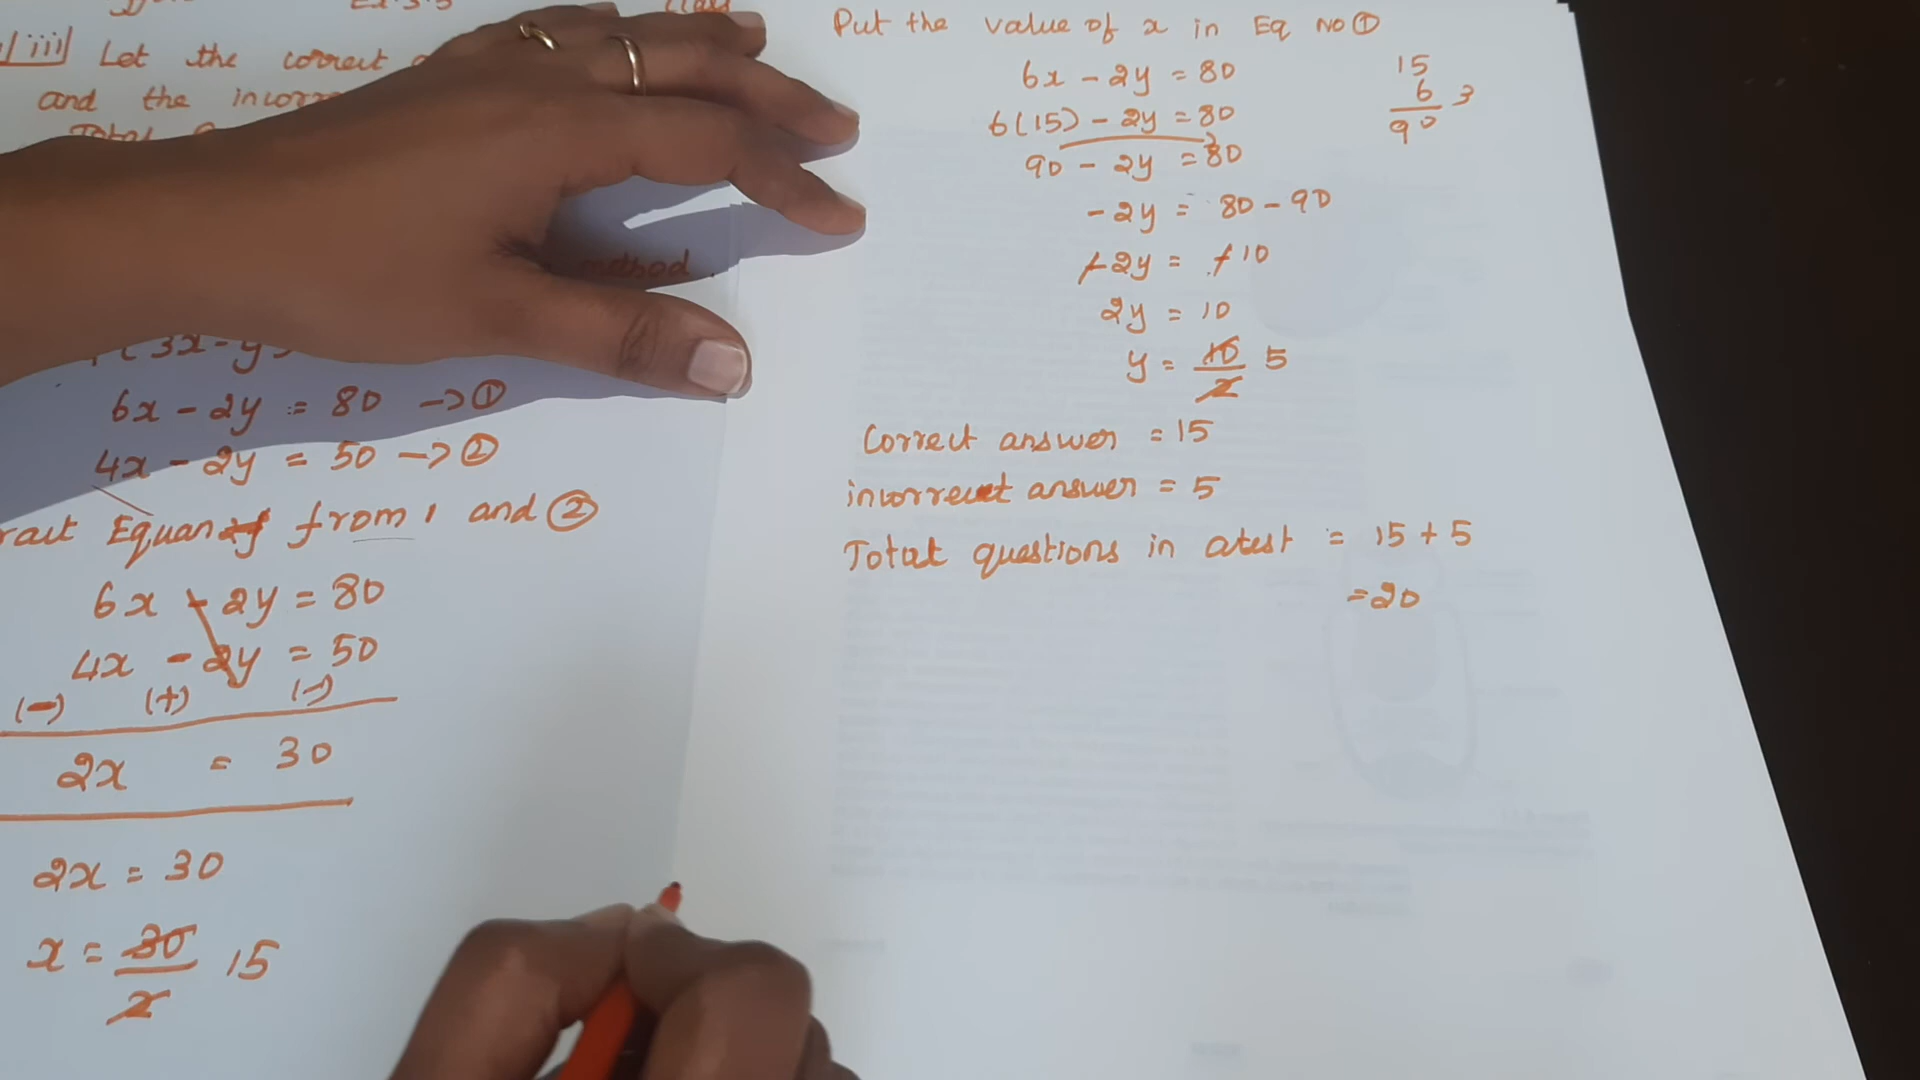 iii] Let the correct
and the incorr
Total
method.
(3x-y)
6x - 2y = 80 -> ①
4x - 2y = 50 -> ②
ract Equan from 1 and ②
6x - 2y = 80
4x - 2y = 50
(-) (+) (-)
2x = 30
2x = 30
x = 30/2 15
Put the value of x in Eq No ①
6x - 2y = 80
6(15) - 2y = 80
90 - 2y = 80
-2y = 80 - 90
-2y = -10
2y = 10
y = 10/2 5
15
6 3
90
Correct answer = 15
incorrect answer = 5
Total questions in atest = 15 + 5
= 20